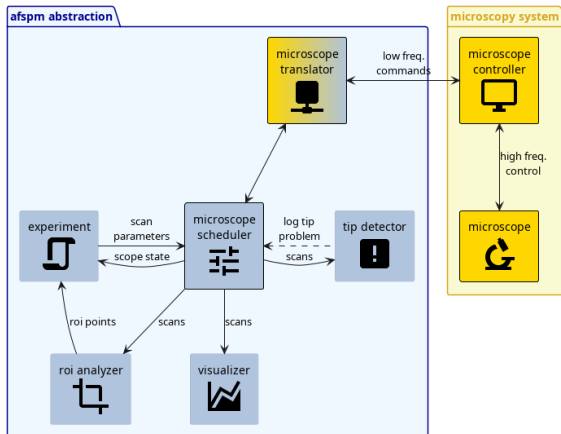 afspm abstraction
microscopy system
microscope
translator
low freq.
commands
microscope
controller
high freq.
control
experiment
scan
parameters
scope state
microscope
scheduler
log tip
problem
scans
tip detector
microscope
roi points
scans
scans
roi analyzer
visualizer